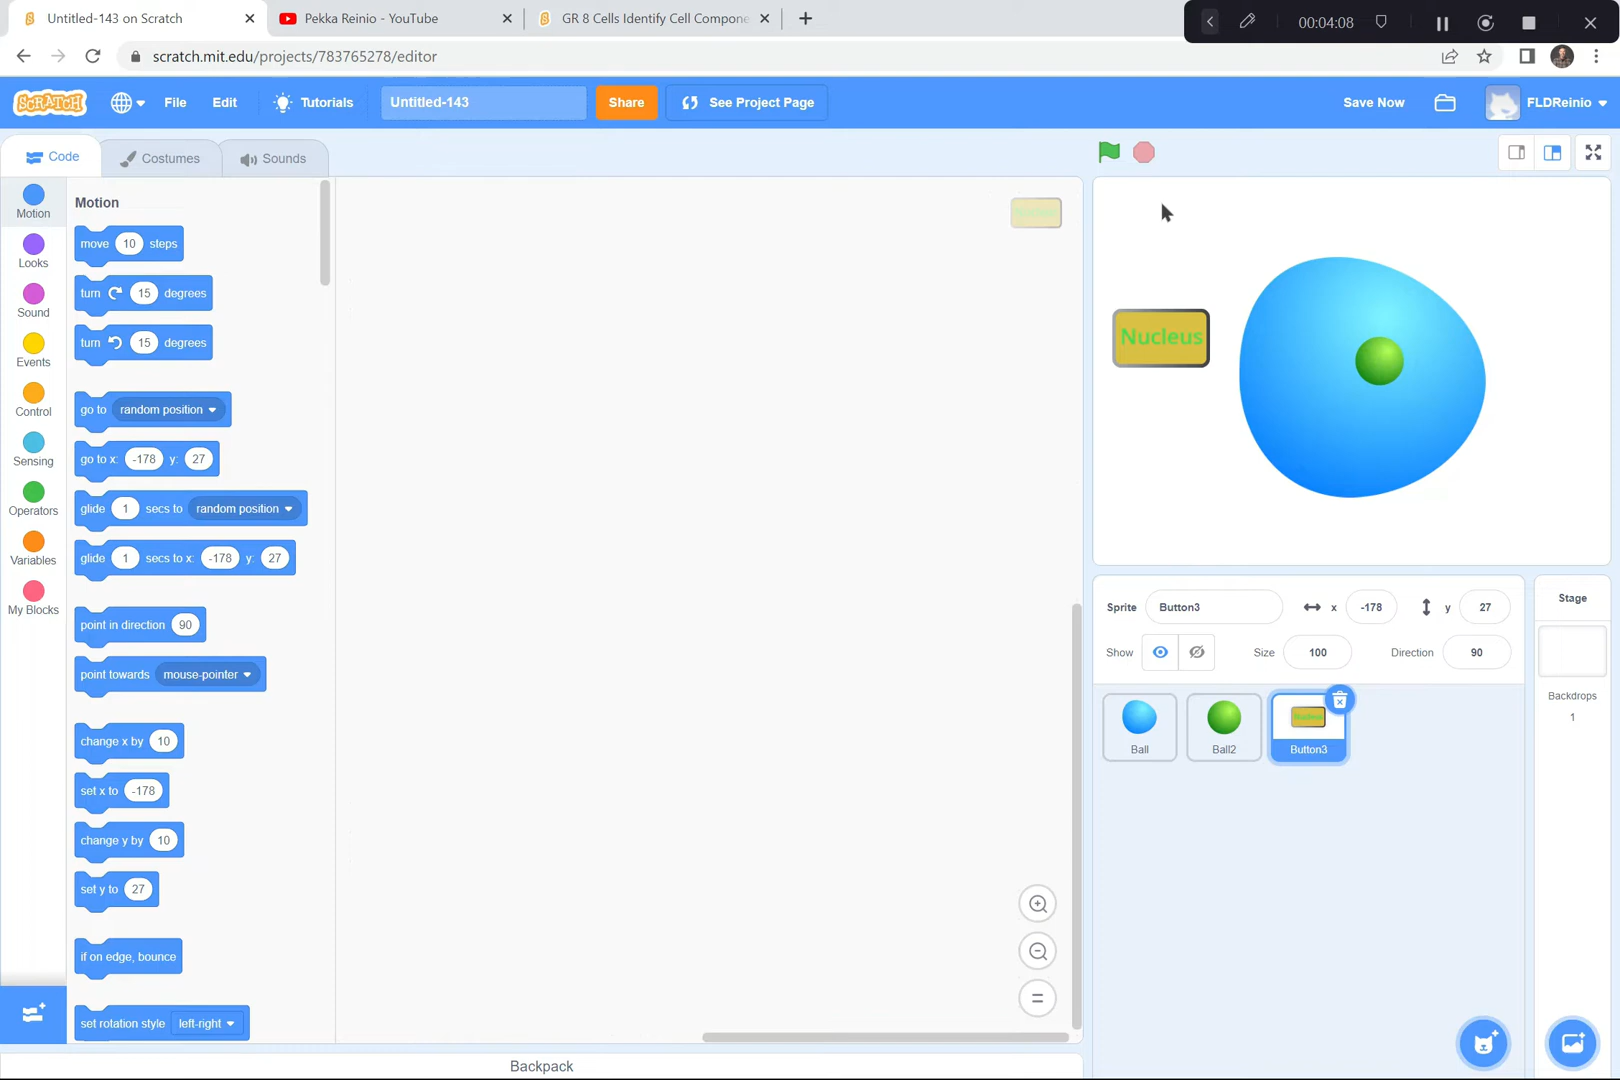 Untitled-143 on Scratch
Pekka Reinio - YouTube
GR 8 Cells Identify Cell Compone
00:04:08
scratch.mit.edu/projects/783765278/editor
SCRATCH
File
Edit
Tutorials
Untitled-143
Share
See Project Page
Save Now
FLDReinio
Code
Costumes
Sounds
Motion
Looks
Sound
Events
Control
Sensing
Operators
Variables
My Blocks
Motion
move 10 steps
turn 15 degrees
turn 15 degrees
go to random position
go to x: -178 y: 27
glide 1 secs to random position
glide 1 secs to x: -178 y: 27
point in direction 90
point towards mouse-pointer
change x by 10
set x to -178
change y by 10
set y to 27
if on edge, bounce
set rotation style left-right
Backpack
Nucleus
Sprite Button3 x -178 y 27
Show Size 100 Direction 90
Ball
Ball2
Nucleus
Button3
Stage
Backdrops
1